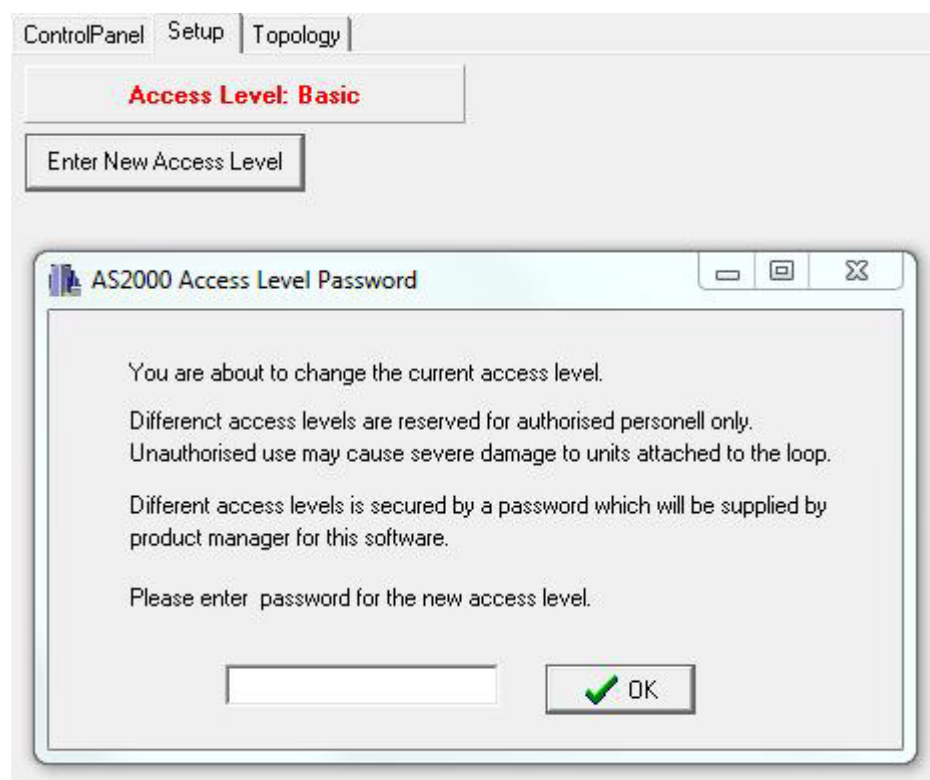 ControlPanel Setup Topology
Access Level: Basic
Enter New Access Level
AS2000 Access Level Password
You are about to change the current access level.
Differenct access levels are reserved for authorised personell only.
Unauthorised use may cause severe damage to units attached to the loop.
Different access levels is secured by a password which will be supplied by
product manager for this software.
Please enter  password for the new access level.
OK